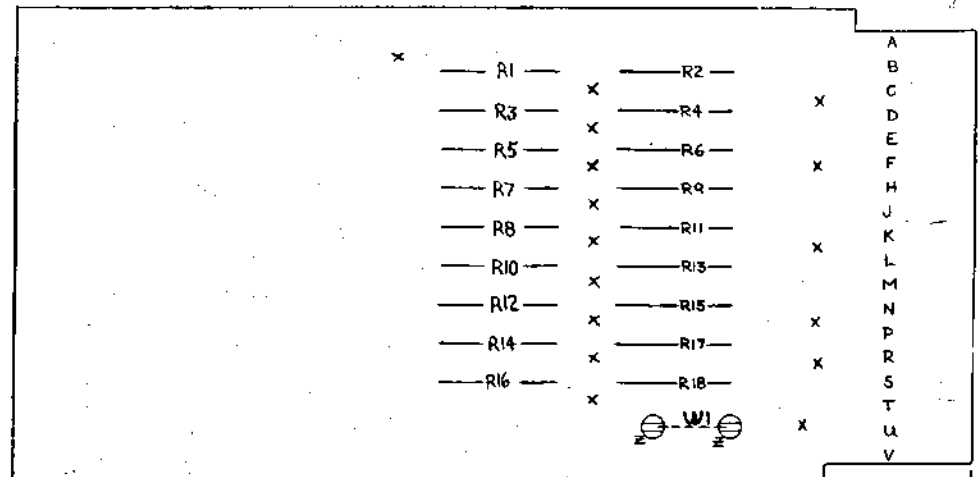 A
B
R1 R2
C
X
X
X
R3 R4
D
X
E
R5 R6
F
X
X
R7 R9
H
X
J
R8 R11
K
X
X
L
R10 R13
M
X
R12 R15
N
X
X
P
R14 R17
R
X
X
R16 R18
S
X
T
W1
X
U
Z Z
V